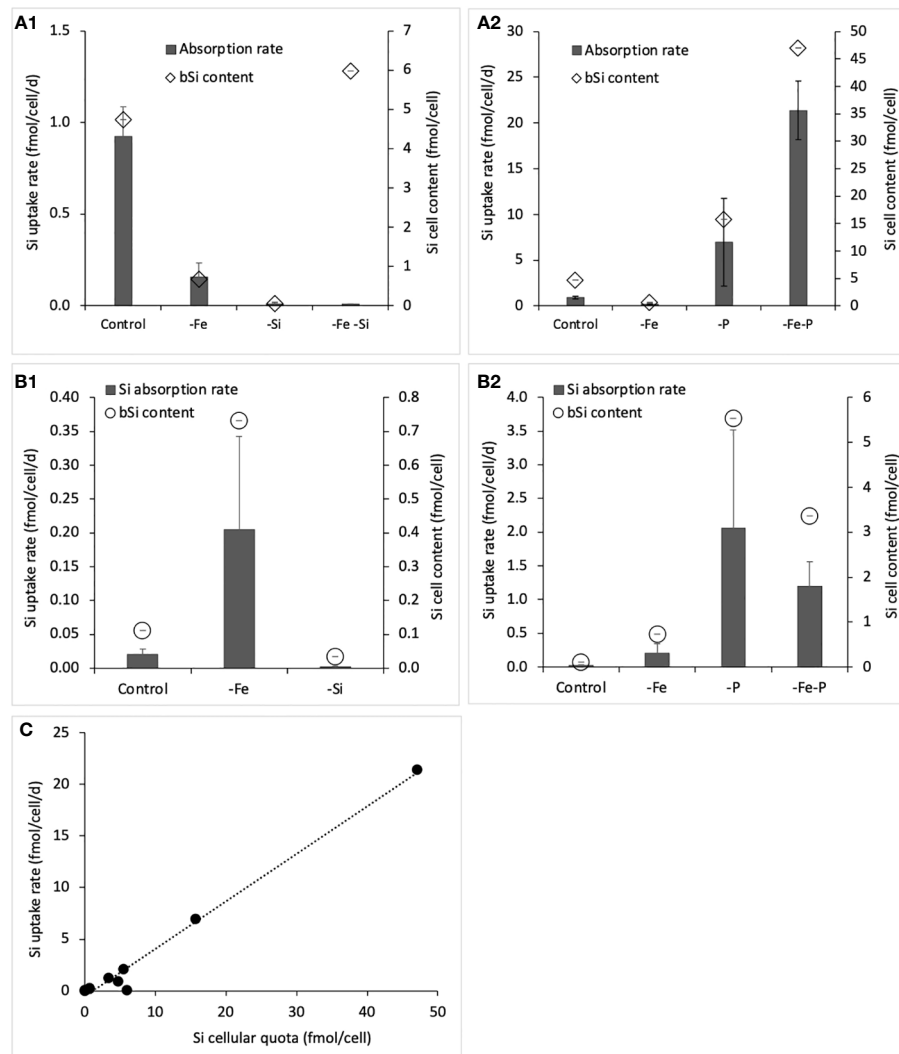 A1
Absorption rate
bSi content
Si uptake rate (fmol/cell/d)
1.5
1.0
0.5
0.0
7
6
5
4
3
2
1
0
Si cell content (fmol/cell)
Control -Fe -Si -Fe -Si
A2
Absorption rate
bSi content
Si uptake rate (fmol/cell/d)
30
25
20
15
10
5
0
50
45
40
35
30
25
20
15
10
5
0
Si cell content (fmol/cell)
Control -Fe -P -Fe-P
B1
Si absorption rate
bSi content
Si uptake rate (fmol/cell/d)
0.40
0.35
0.30
0.25
0.20
0.15
0.10
0.05
0.00
0.8
0.7
0.6
0.5
0.4
0.3
0.2
0.1
0.0
Si cell content (fmol/cell)
Control -Fe -Si
B2
Si absorption rate
bSi content
Si uptake rate (fmol/cell/d)
4.0
3.5
3.0
2.5
2.0
1.5
1.0
0.5
0.0
6
5
4
3
2
1
0
Si cell content (fmol/cell)
Control -Fe -P -Fe-P
C
Si uptake rate (fmol/cell/d)
25
20
15
10
5
0
0 10 20 30 40 50
Si cellular quota (fmol/cell)